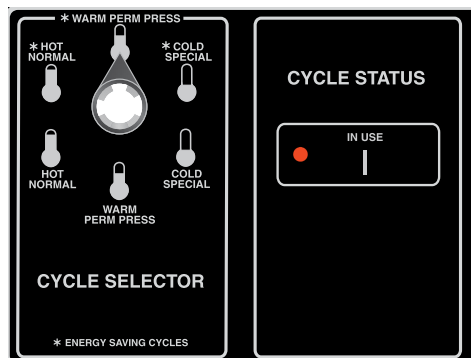 * WARM PERM PRESS
* HOT
NORMAL
* COLD
SPECIAL
HOT
NORMAL
COLD
SPECIAL
WARM
PERM PRESS
CYCLE SELECTOR
* ENERGY SAVING CYCLES
CYCLE STATUS
IN USE